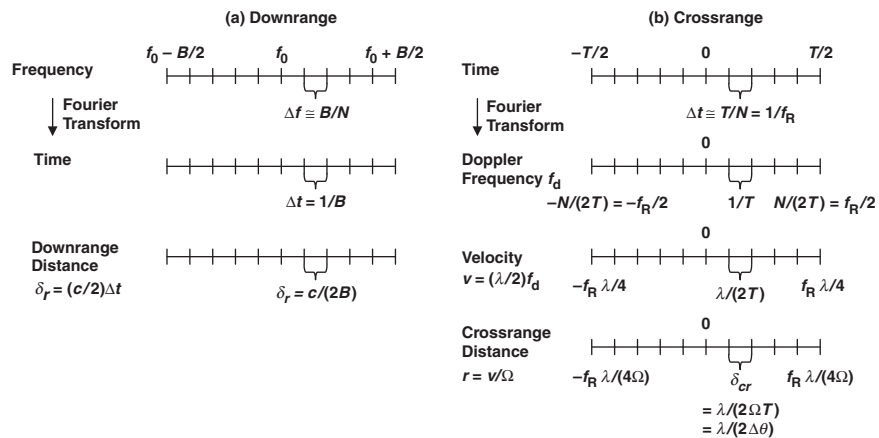 (a) Downrange
f₀ − B/2 f₀ f₀ + B/2
Frequency
Δf ≅ B/N
Fourier
Transform
Time
Δt = 1/B
Downrange
Distance
δr = (c/2)Δt
δr = c/(2B)
(b) Crossrange
−T/2 0 T/2
Time
Δt ≅ T/N = 1/fR
Fourier
Transform
0
Doppler
Frequency fd
−N/(2T) = −fR/2 1/T N/(2T) = fR/2
0
Velocity
v = (λ/2)fd
−fR λ/4 λ/(2T) fR λ/4
0
Crossrange
Distance
r = v/Ω
−fR λ/(4Ω) δcr fR λ/(4Ω)
= λ/(2ΩT)
= λ/(2Δθ)